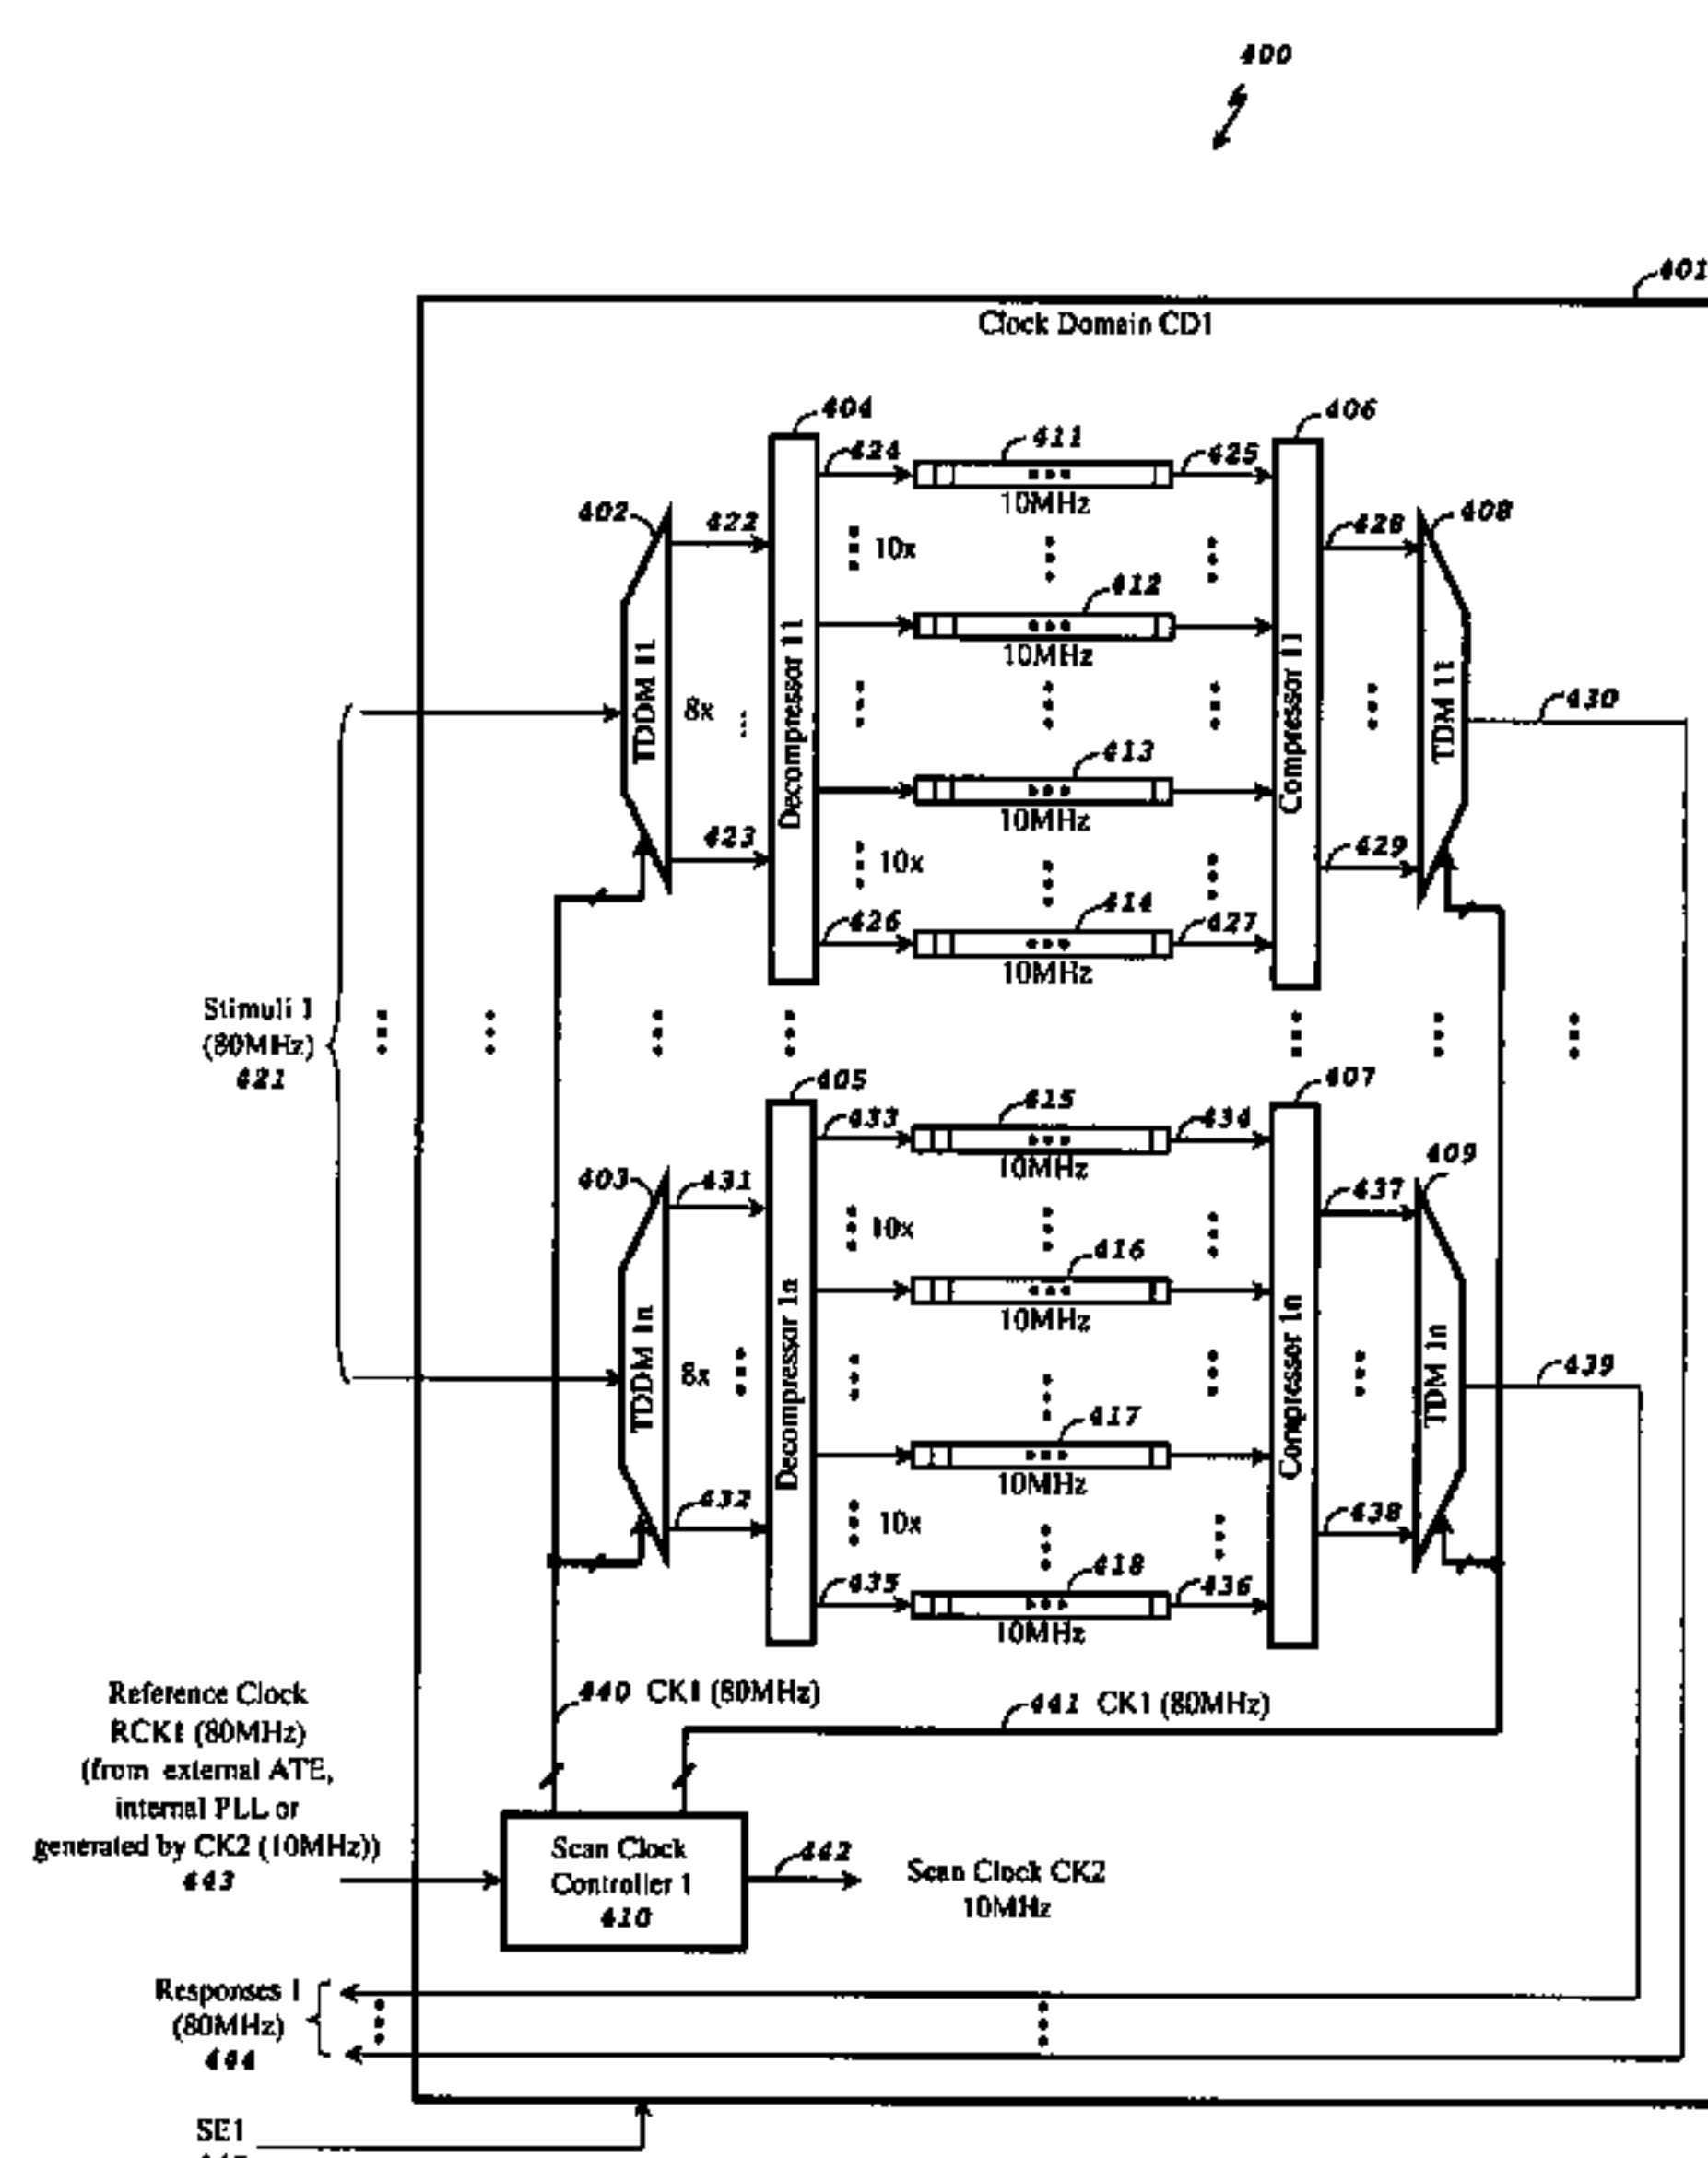 400
401
Clock Domain CD1
404
406
424
411
425
10MHz
402
422
428
408
10x
412
10MHz
TDDM 11
8x
Decompressor 11
Compressor 11
TDM 11
430
413
10MHz
423
10x
429
426
414
427
10MHz
Stimuli 1
(80MHz)
421
405
407
433
415
434
10MHz
403
431
437
409
10x
416
10MHz
TDDM 1n
8x
Decompressor 1n
Compressor 1n
TDM 1n
439
417
10MHz
432
10x
438
435
418
436
10MHz
440 CK1 (80MHz)
441 CK1 (80MHz)
Reference Clock
RCK1 (80MHz)
(from external ATE,
internal PLL or
generated by CK2 (10MHz))
443
Scan Clock
Controller 1
410
442
Scan Clock CK2
10MHz
Responses 1
(80MHz)
444
SE1